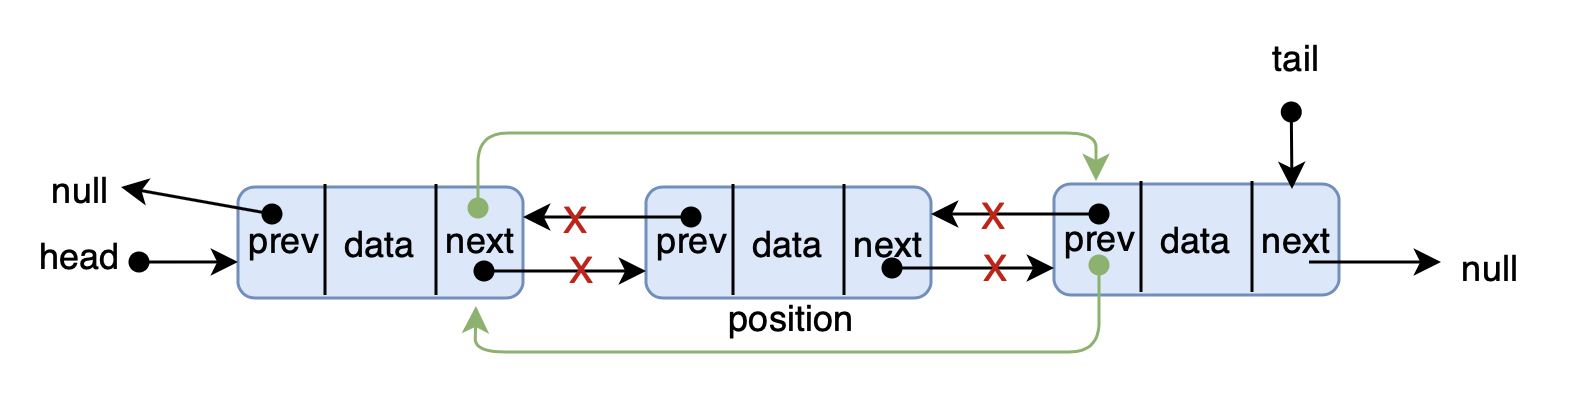 tail
null
head
prev data next
prev data next
prev data next
null
position
X
X
X
X